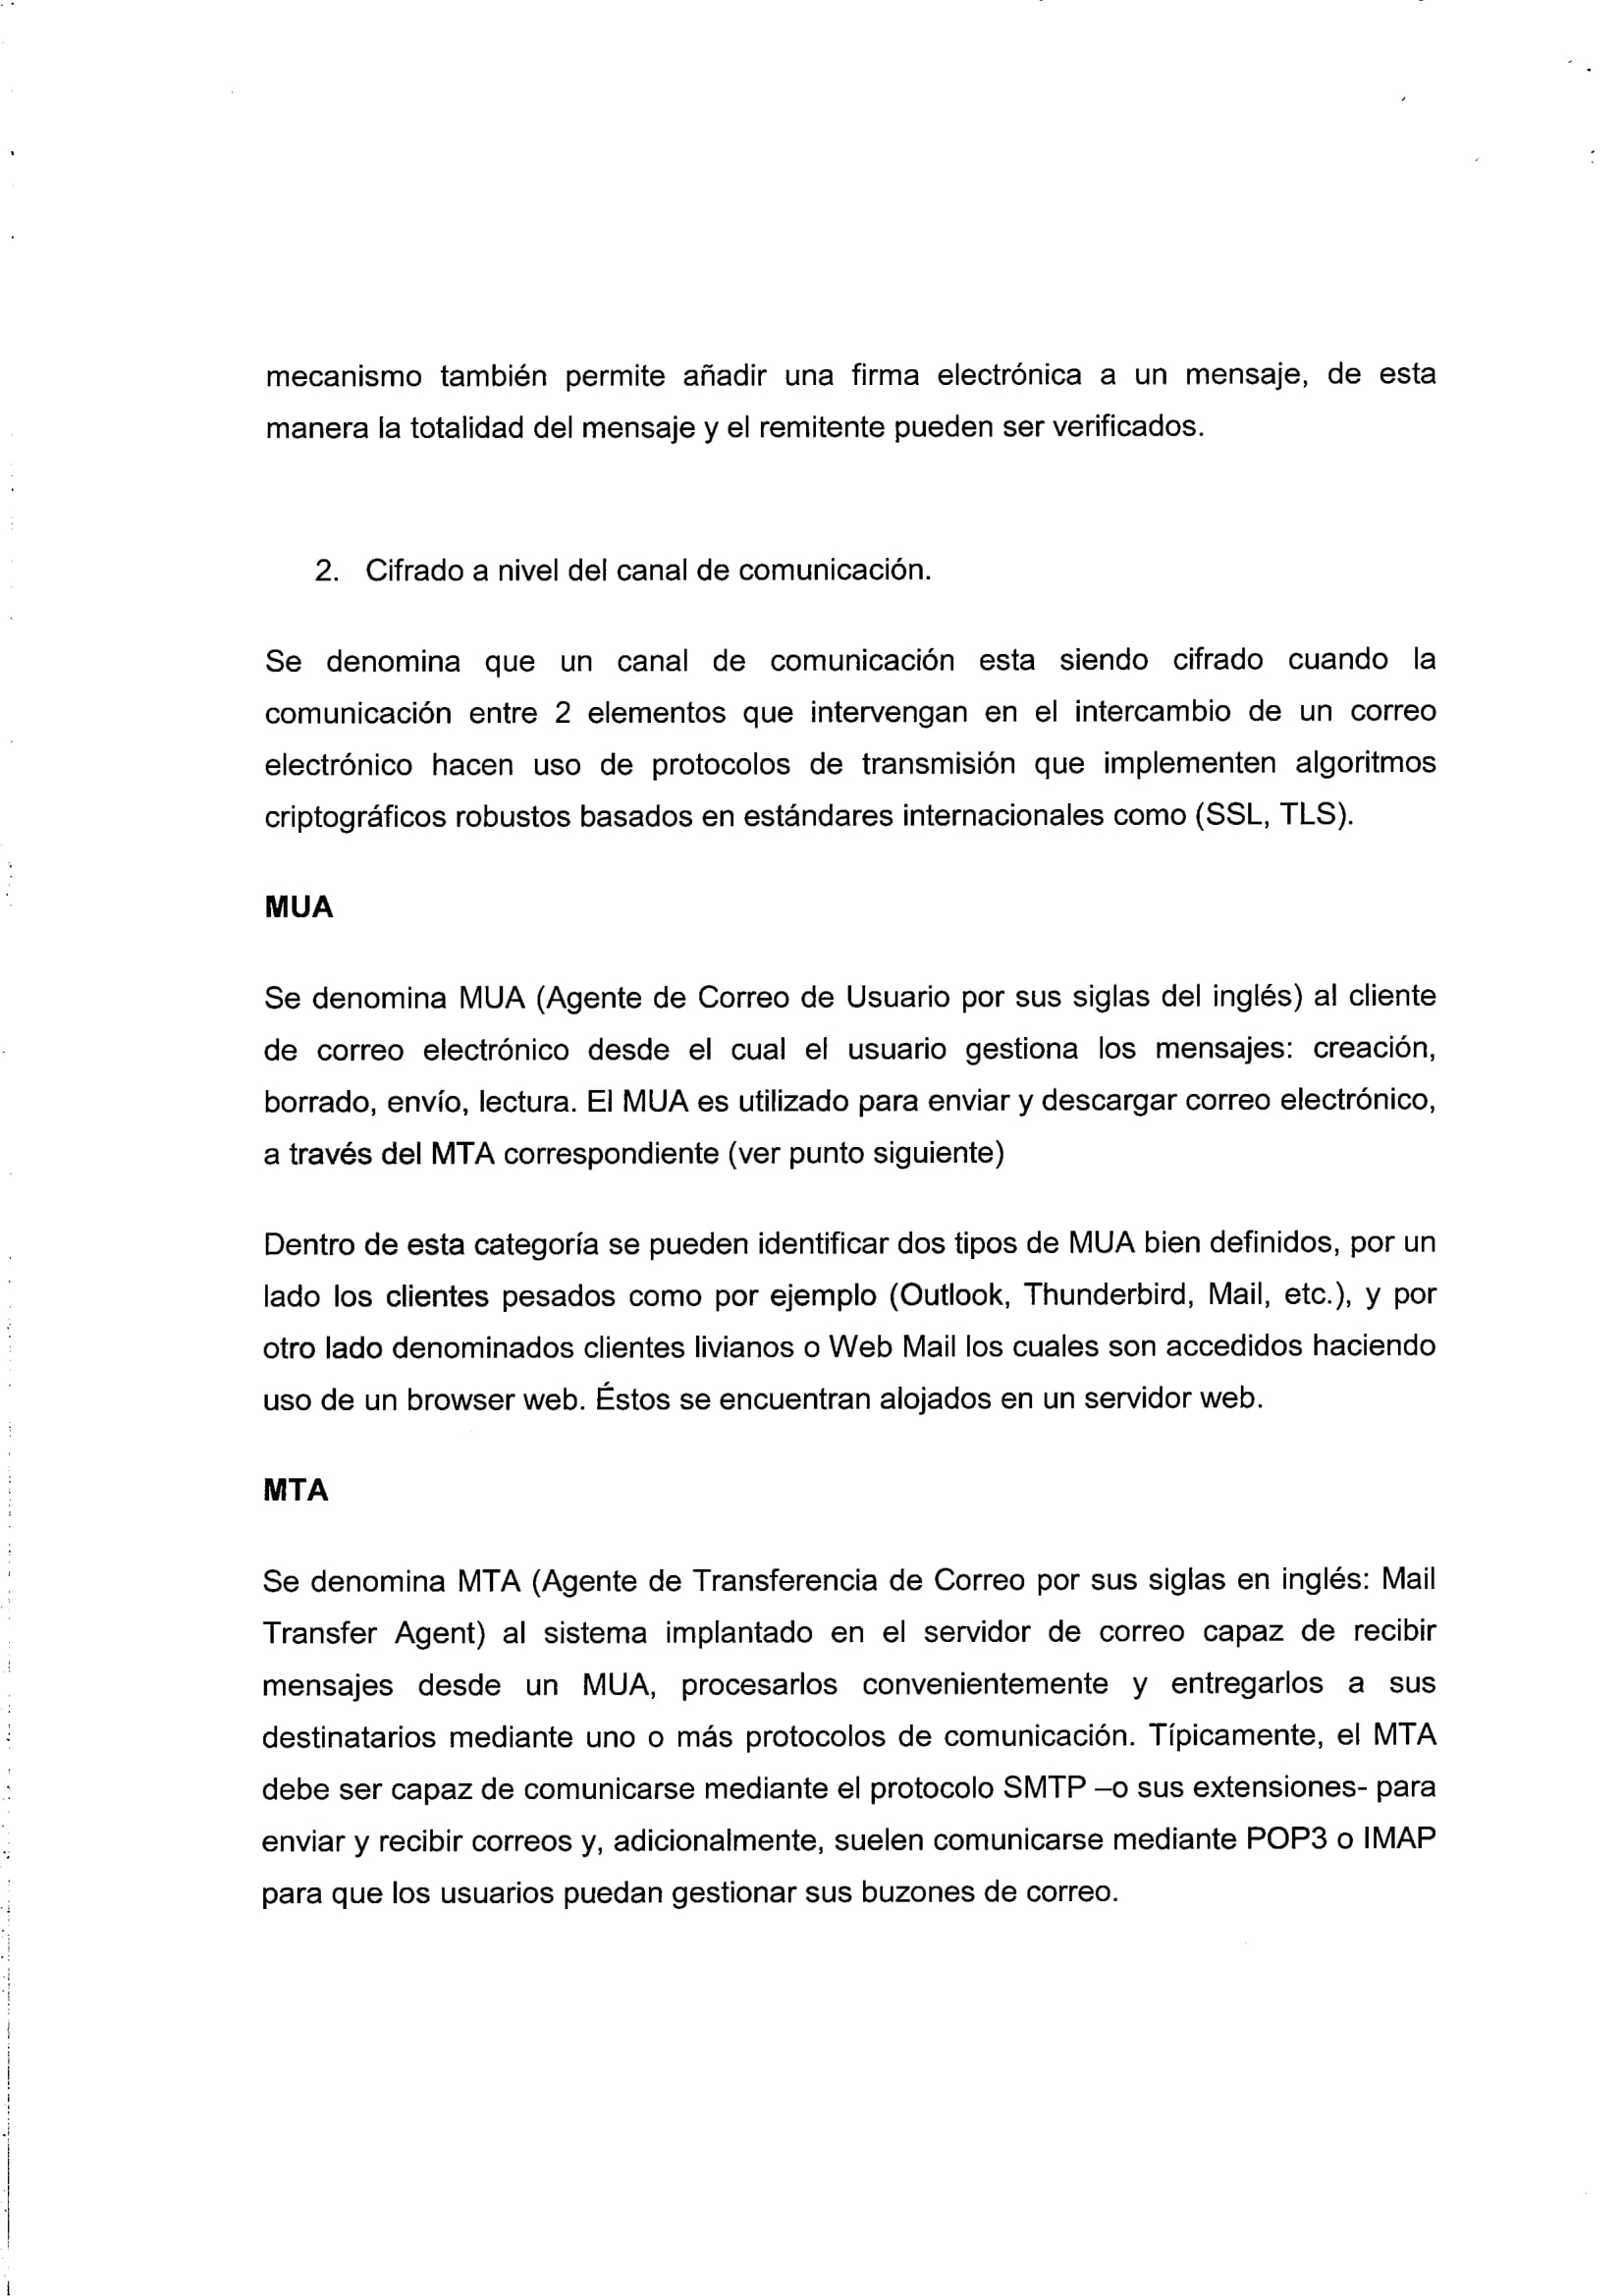 mecanismo también permite añadir una firma electrónica a un mensaje, de esta
manera la totalidad del mensaje y el remitente pueden ser verificados.
2. Cifrado a nivel del canal de comunicación.
Se denomina que un canal de comunicación esta siendo cifrado cuando la
comunicación entre 2 elementos que intervengan en el intercambio de un correo
electrónico hacen uso de protocolos de transmisión que implementen algoritmos
criptográficos robustos basados en estándares internacionales como (SSL, TLS).
MUA
Se denomina MUA (Agente de Correo de Usuario por sus siglas del inglés) al cliente
de correo electrónico desde el cual el usuario gestiona los mensajes: creación,
borrado, envío, lectura. El MUA es utilizado para enviar y descargar correo electrónico,
a través del MTA correspondiente (ver punto siguiente)
Dentro de esta categoría se pueden identificar dos tipos de MUA bien definidos, por un
lado los clientes pesados como por ejemplo (Outlook, Thunderbird, Mail, etc.), y por
otro lado denominados clientes livianos o Web Mail los cuales son accedidos haciendo
uso de un browser web. Éstos se encuentran alojados en un servidor web.
MTA
Se denomina MTA (Agente de Transferencia de Correo por sus siglas en inglés: Mail
Transfer Agent) al sistema implantado en el servidor de correo capaz de recibir
mensajes desde un MUA, procesarlos convenientemente y entregarlos a sus
destinatarios mediante uno o más protocolos de comunicación. Típicamente, el MTA
debe ser capaz de comunicarse mediante el protocolo SMTP –o sus extensiones- para
enviar y recibir correos y, adicionalmente, suelen comunicarse mediante POP3 o IMAP
para que los usuarios puedan gestionar sus buzones de correo.